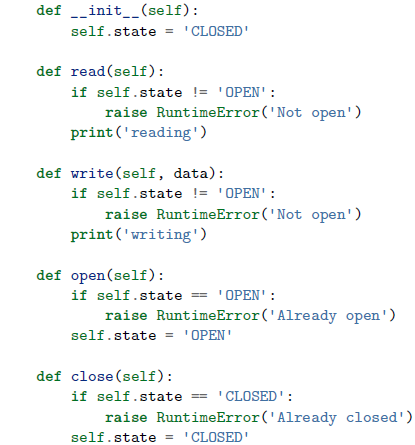 def __init__(self):
    self.state = 'CLOSED'

def read(self):
    if self.state != 'OPEN':
        raise RuntimeError('Not open')
    print('reading')

def write(self, data):
    if self.state != 'OPEN':
        raise RuntimeError('Not open')
    print('writing')

def open(self):
    if self.state == 'OPEN':
        raise RuntimeError('Already open')
    self.state = 'OPEN'

def close(self):
    if self.state == 'CLOSED':
        raise RuntimeError('Already closed')
    self.state = 'CLOSED'